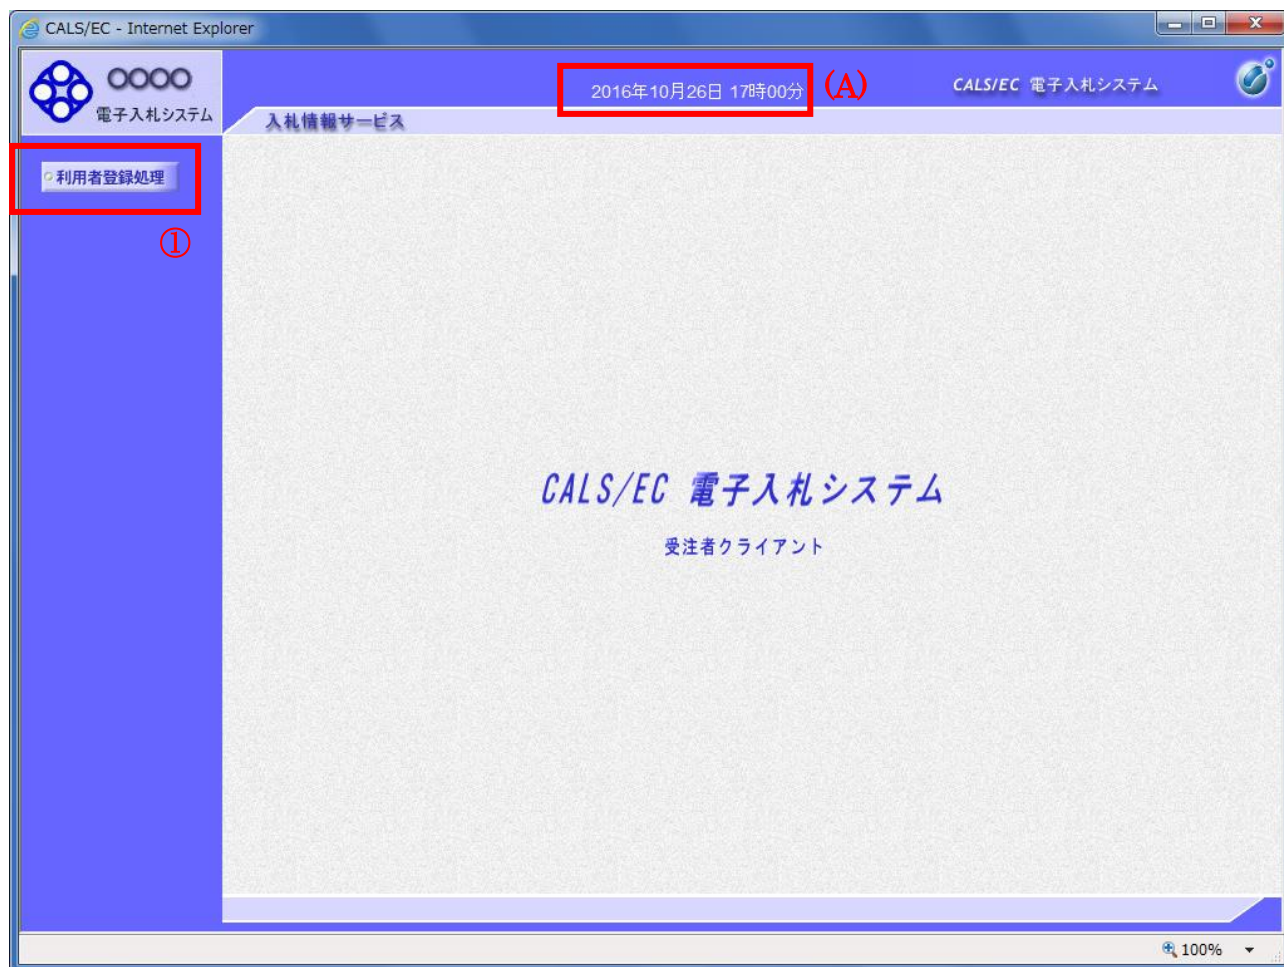 CALS/EC - Internet Explorer
○○○○
電子入札システム
2016年10月26日 17時00分
(A)
CALS/EC 電子入札システム
入札情報サービス
利用者登録処理
①
CALS/EC 電子入札システム
受注者クライアント
100%